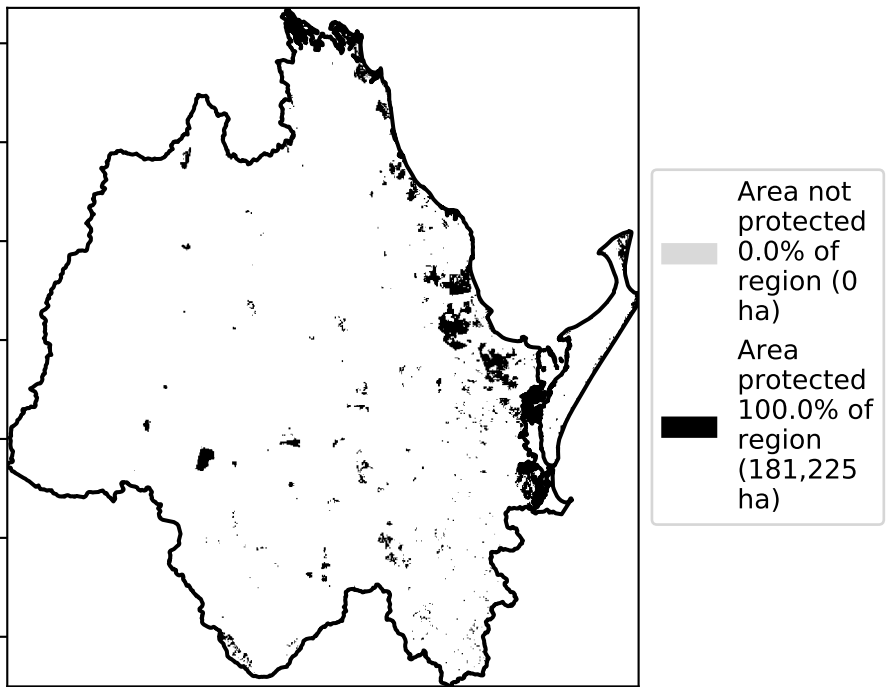 Area not
protected
0.0% of
region (0
ha)
Area
protected
100.0% of
region
(181,225
ha)